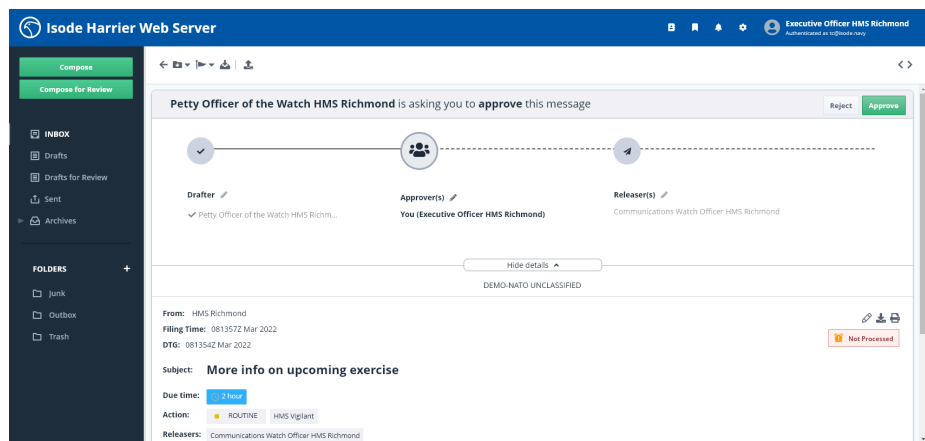 Isode Harrier Web Server
Executive Officer HMS Richmond
Authenticated as tc@isode.navy
Compose
Compose for Review
INBOX
Drafts
Drafts for Review
Sent
Archives
FOLDERS +
Junk
Outbox
Trash
Petty Officer of the Watch HMS Richmond is asking you to approve this message
Reject
Approve
Drafter
Petty Officer of the Watch HMS Richm...
Approver(s)
You (Executive Officer HMS Richmond)
Releaser(s)
Communications Watch Officer HMS Richmond
Hide details
DEMO-NATO UNCLASSIFIED
From: HMS Richmond
Filing Time: 081357Z Mar 2022
DTG: 081354Z Mar 2022
Not Processed
Subject: More info on upcoming exercise
Due time: 2 hour
Action: ROUTINE HMS Vigilant
Releasers: Communications Watch Officer HMS Richmond